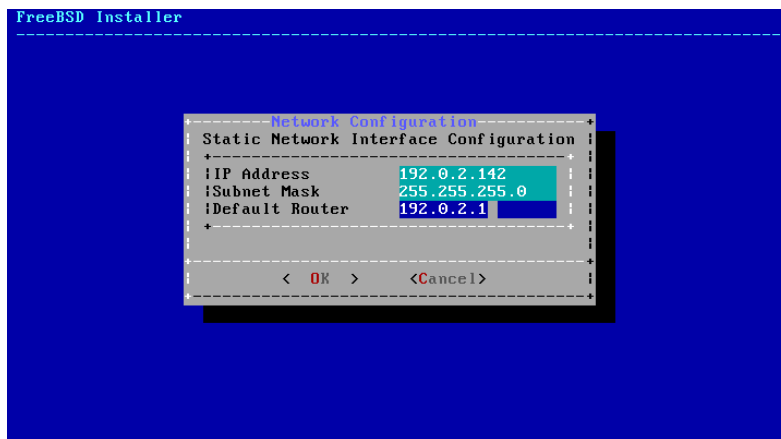 FreeBSD Installer
Network Configuration
Static Network Interface Configuration
IP Address 192.0.2.142
Subnet Mask 255.255.255.0
Default Router 192.0.2.1
< OK > <Cancel>